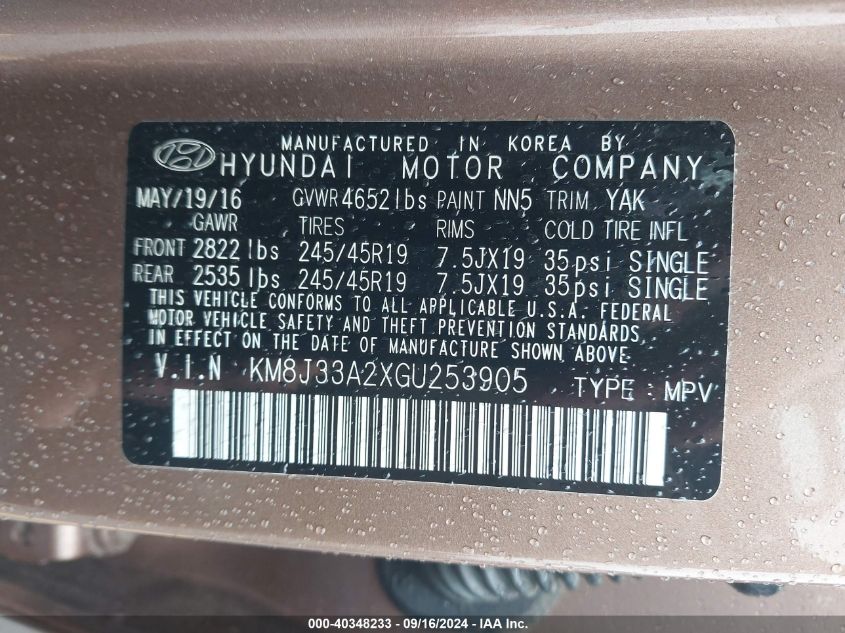 MANUFACTURED IN KOREA BY
HYUNDAI MOTOR COMPANY
MAY/19/16 GVWR 4652 lbs PAINT NN5 TRIM YAK
GAWR TIRES RIMS COLD TIRE INFL
FRONT 2822 lbs 245/45R19 7.5JX19 35psi SINGLE
REAR 2535 lbs 245/45R19 7.5JX19 35psi SINGLE
THIS VEHICLE CONFORMS TO ALL APPLICABLE U.S.A. FEDERAL
MOTOR VEHICLE SAFETY AND THEFT PREVENTION STANDARDS
IN EFFECT ON THE DATE OF MANUFACTURE SHOWN ABOVE.
V.I.N KM8J33A2XGU253905 TYPE : MPV
000-40348233 - 09/16/2024 - IAA Inc.